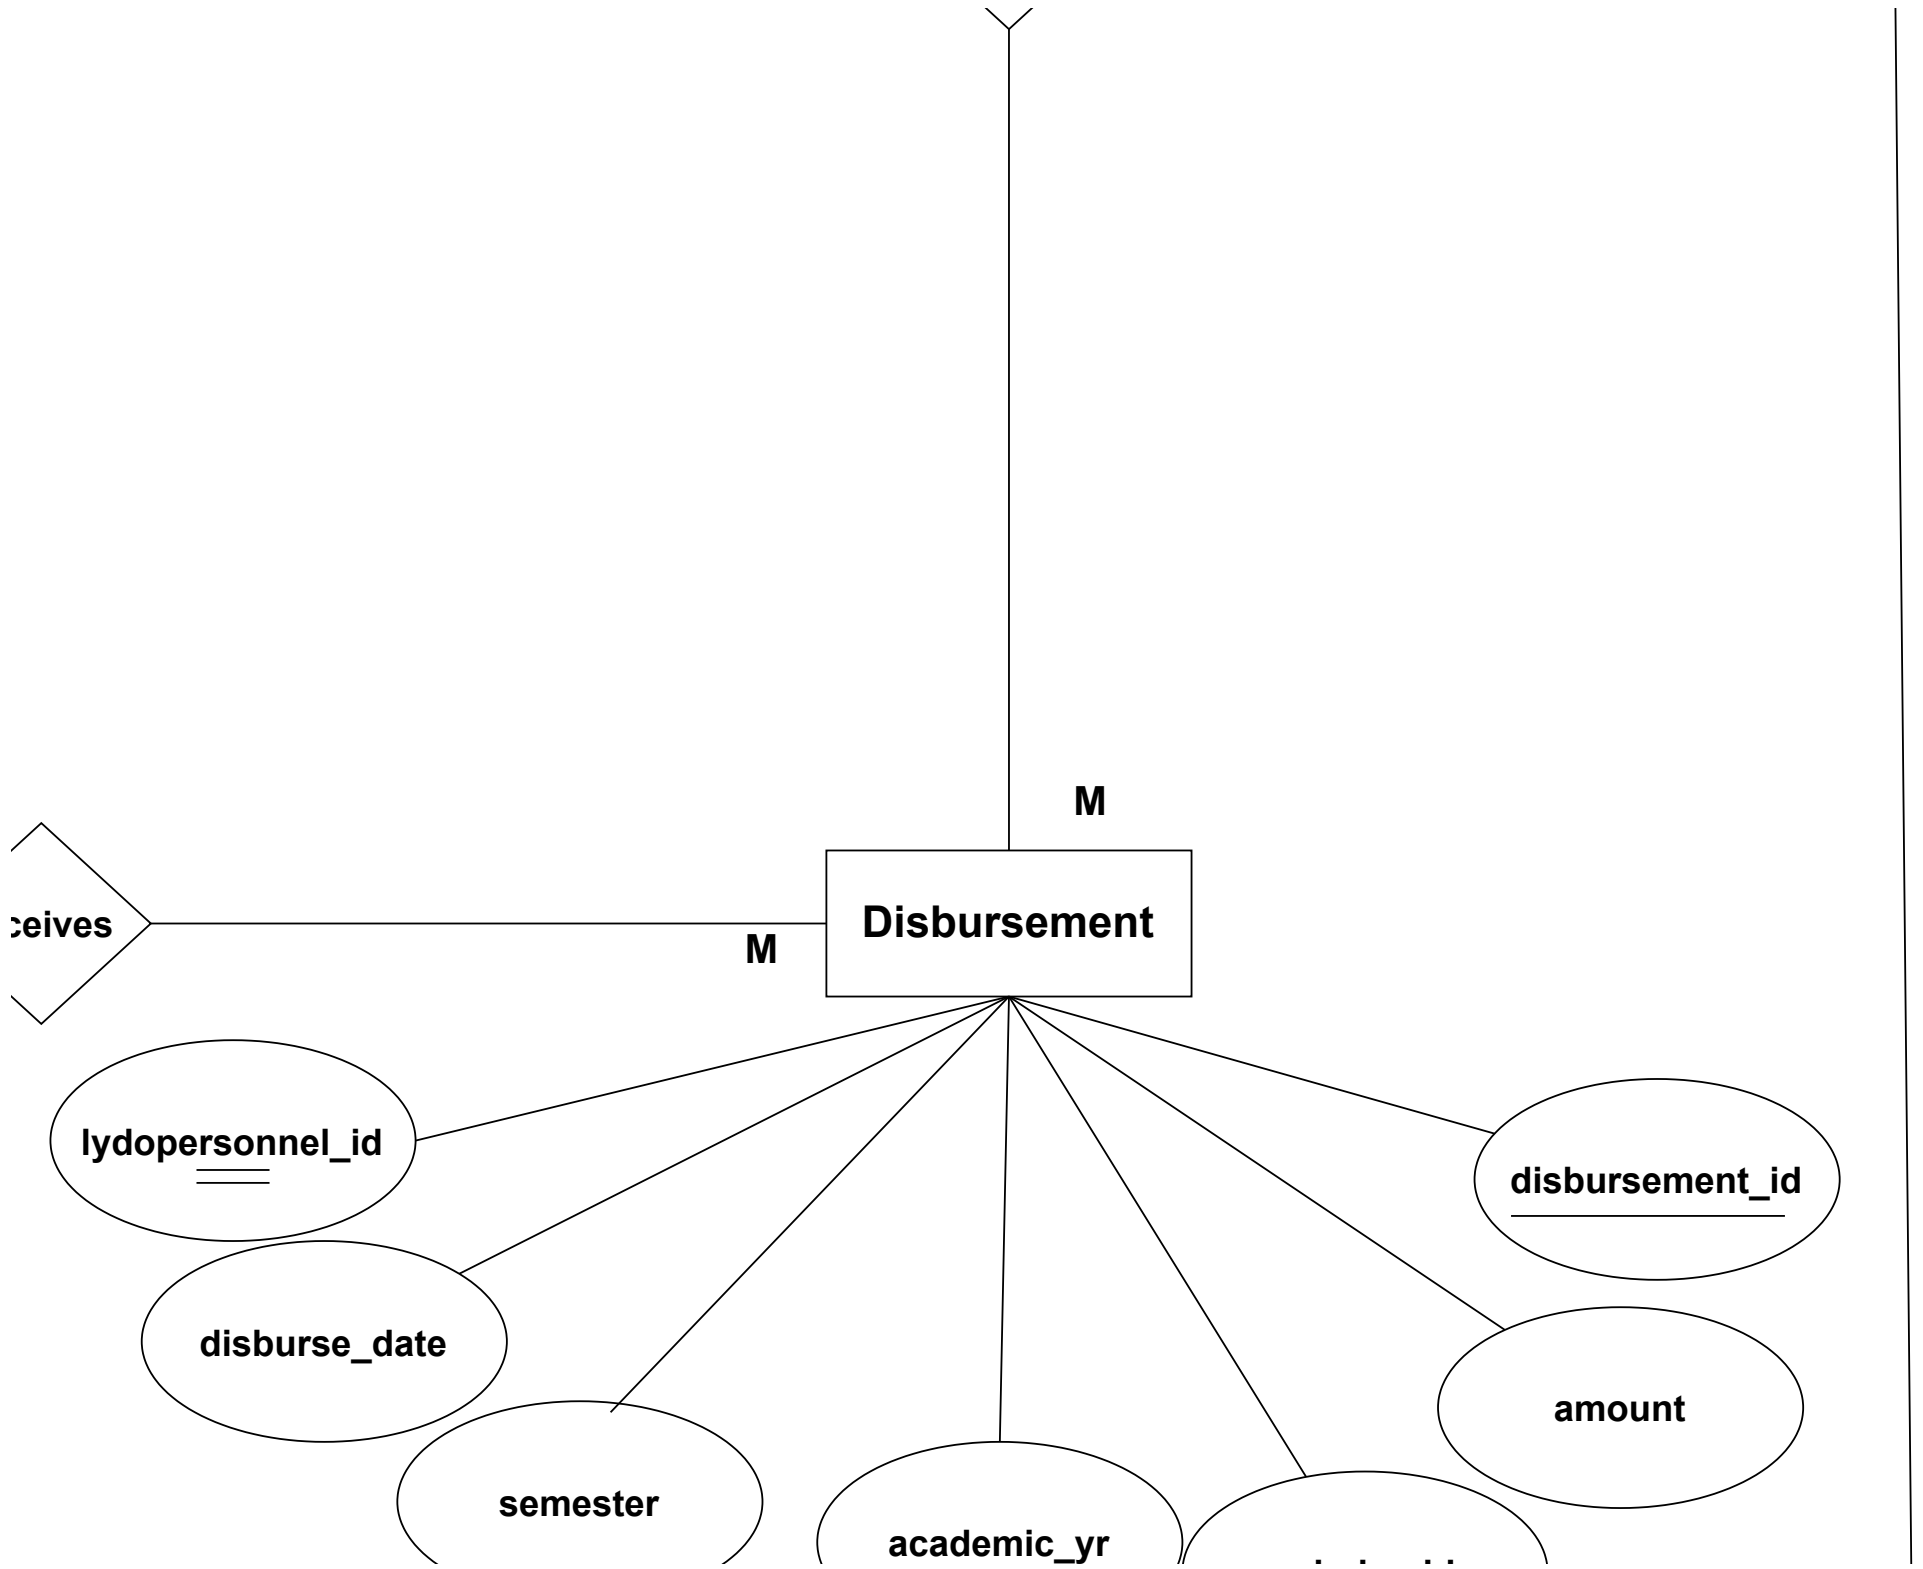 M
ceives
Disbursement
M
lydopersonnel_id
disbursement_id
disburse_date
amount
semester
academic_yr